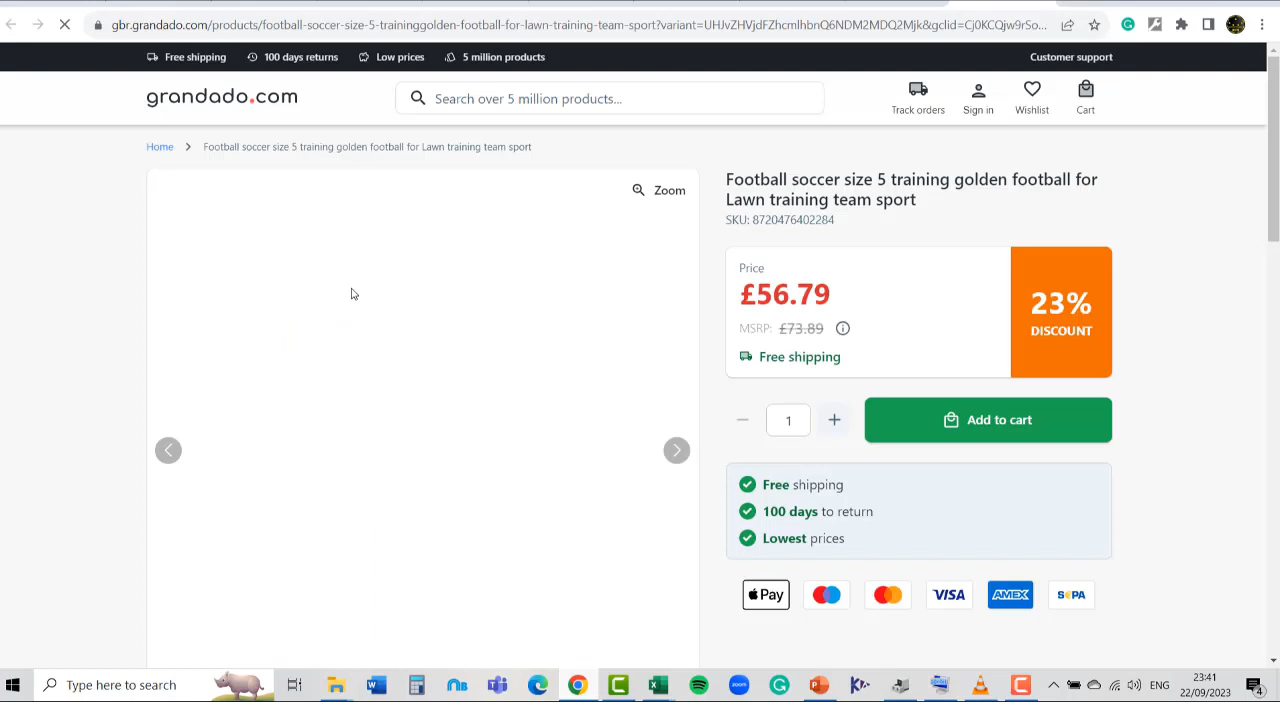 gbr.grandado.com/products/football-soccer-size-5-traininggolden-football-for-lawn-training-team-sport?variant=UHJvZHVjdFZhcmlhbnQ6NDM2MDQ2Mjk&gclid=Cj0KCQjw9rSo...
Free shipping 100 days returns Low prices 5 million products Customer support
grandado.com Search over 5 million products... Track orders Sign in Wishlist Cart
Home Football soccer size 5 training golden football for Lawn training team sport
Zoom
Football soccer size 5 training golden football for
Lawn training team sport
SKU: 8720476402284
Price
£56.79
MSRP: £73.89
Free shipping
23%
DISCOUNT
1 Add to cart
Free shipping
100 days to return
Lowest prices
Pay VISA AMEX SEPA
Type here to search
ENG 23:41
22/09/2023
4